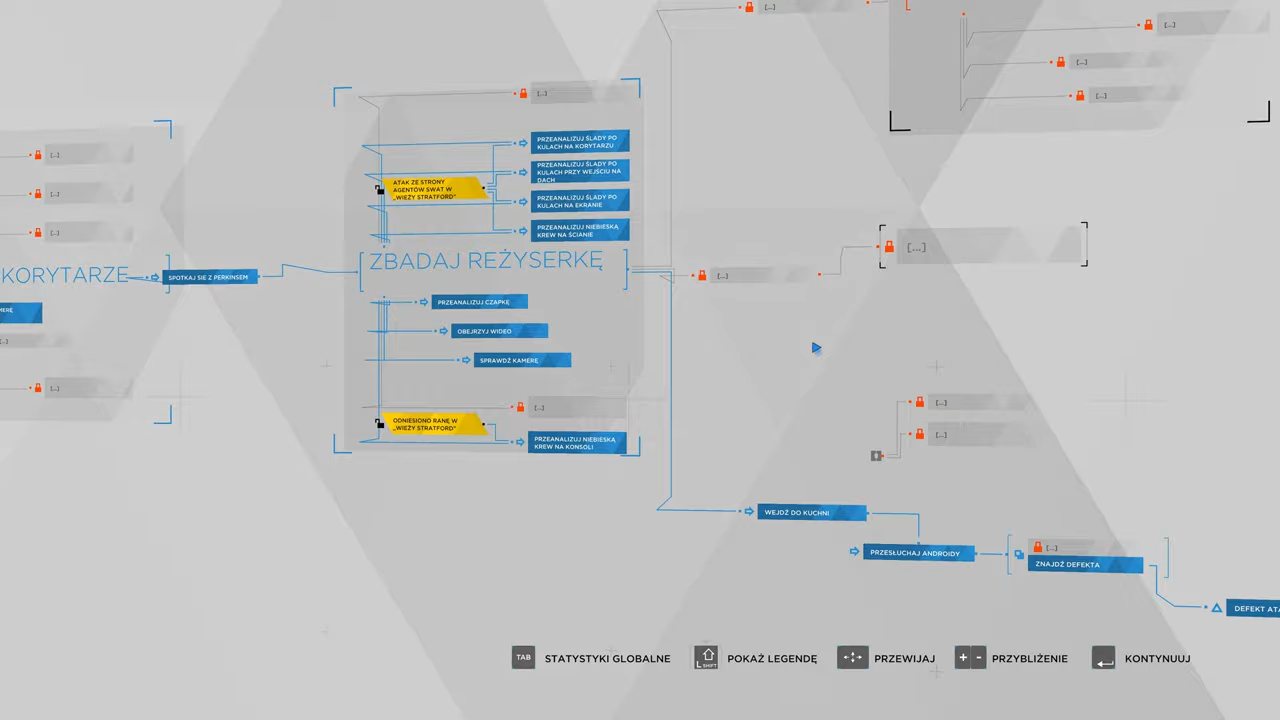 [...]
[...]
[...]
[...]
[...]
PRZEANALIZUJ ŚLADY PO
KULACH NA KORYTARZU
[...]
PRZEANALIZUJ ŚLADY PO
KULACH PRZY WEJŚCIU NA
DACH
ATAK ZE STRONY
AGENTÓW SWAT W
„WIEŻY STRATFORD"
[...]
PRZEANALIZUJ ŚLADY PO
KULACH NA EKRANIE
[...]
PRZEANALIZUJ NIEBIESKĄ
KREW NA ŚCIANIE
[...]
KORYTARZE
SPOTKAJ SIĘ Z PERKINSEM
ZBADAJ REŻYSERKĘ
[...]
PRZEANALIZUJ CZAPKĘ
OBEJRZYJ WIDEO
[...]
SPRAWDŹ KAMERĘ
[...]
[...]
[...]
ODNIESIONO RANĘ W
„WIEŻY STRATFORD"
PRZEANALIZUJ NIEBIESKĄ
KREW NA KONSOLI
[...]
WEJDŹ DO KUCHNI
PRZESŁUCHAJ ANDROIDY
[...]
ZNAJDŹ DEFEKTA
DEFEKT ATA
TAB STATYSTYKI GLOBALNE
L SHIFT POKAŻ LEGENDĘ
PRZEWIJAJ
+ - PRZYBLIŻENIE
KONTYNUUJ